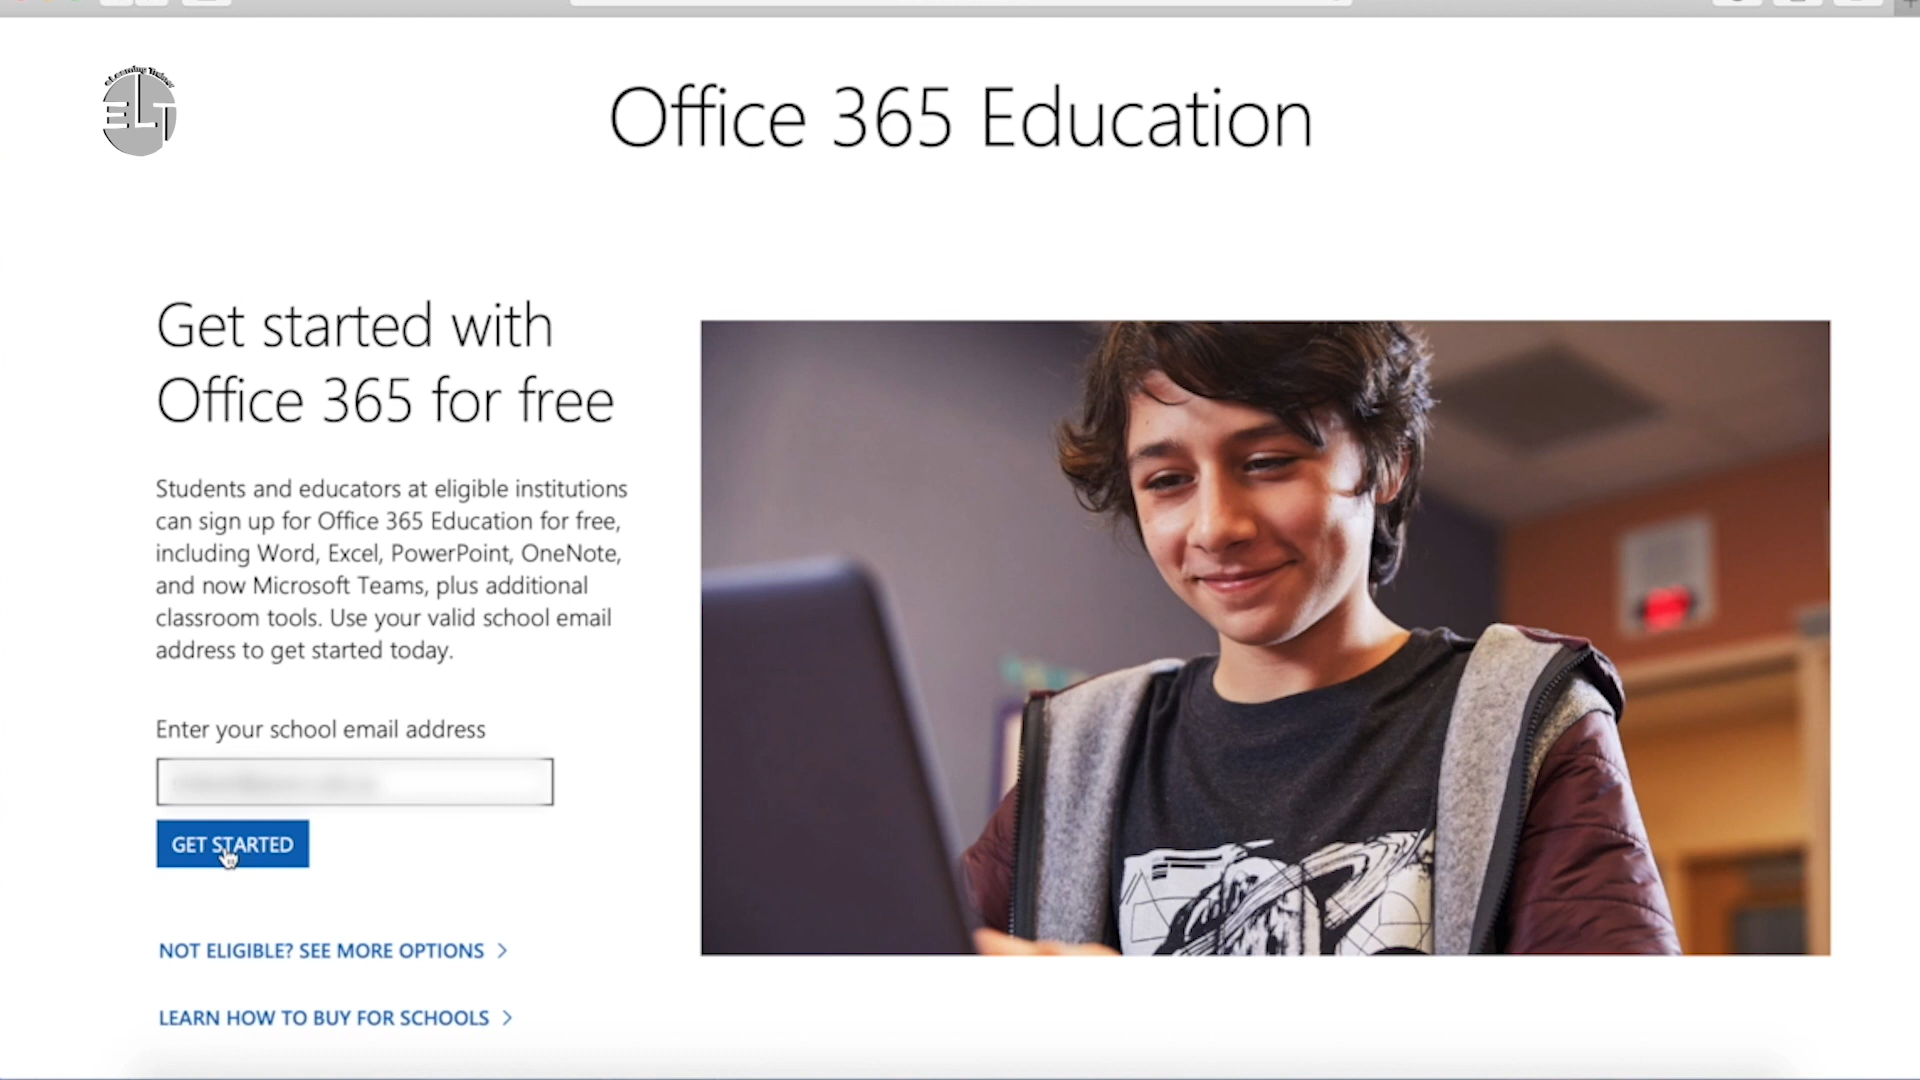 eLearning Trainer
ELT
Office 365 Education
Get started with
Office 365 for free
Students and educators at eligible institutions
can sign up for Office 365 Education for free,
including Word, Excel, PowerPoint, OneNote,
and now Microsoft Teams, plus additional
classroom tools. Use your valid school email
address to get started today.
Enter your school email address
GET STARTED
NOT ELIGIBLE? SEE MORE OPTIONS
LEARN HOW TO BUY FOR SCHOOLS